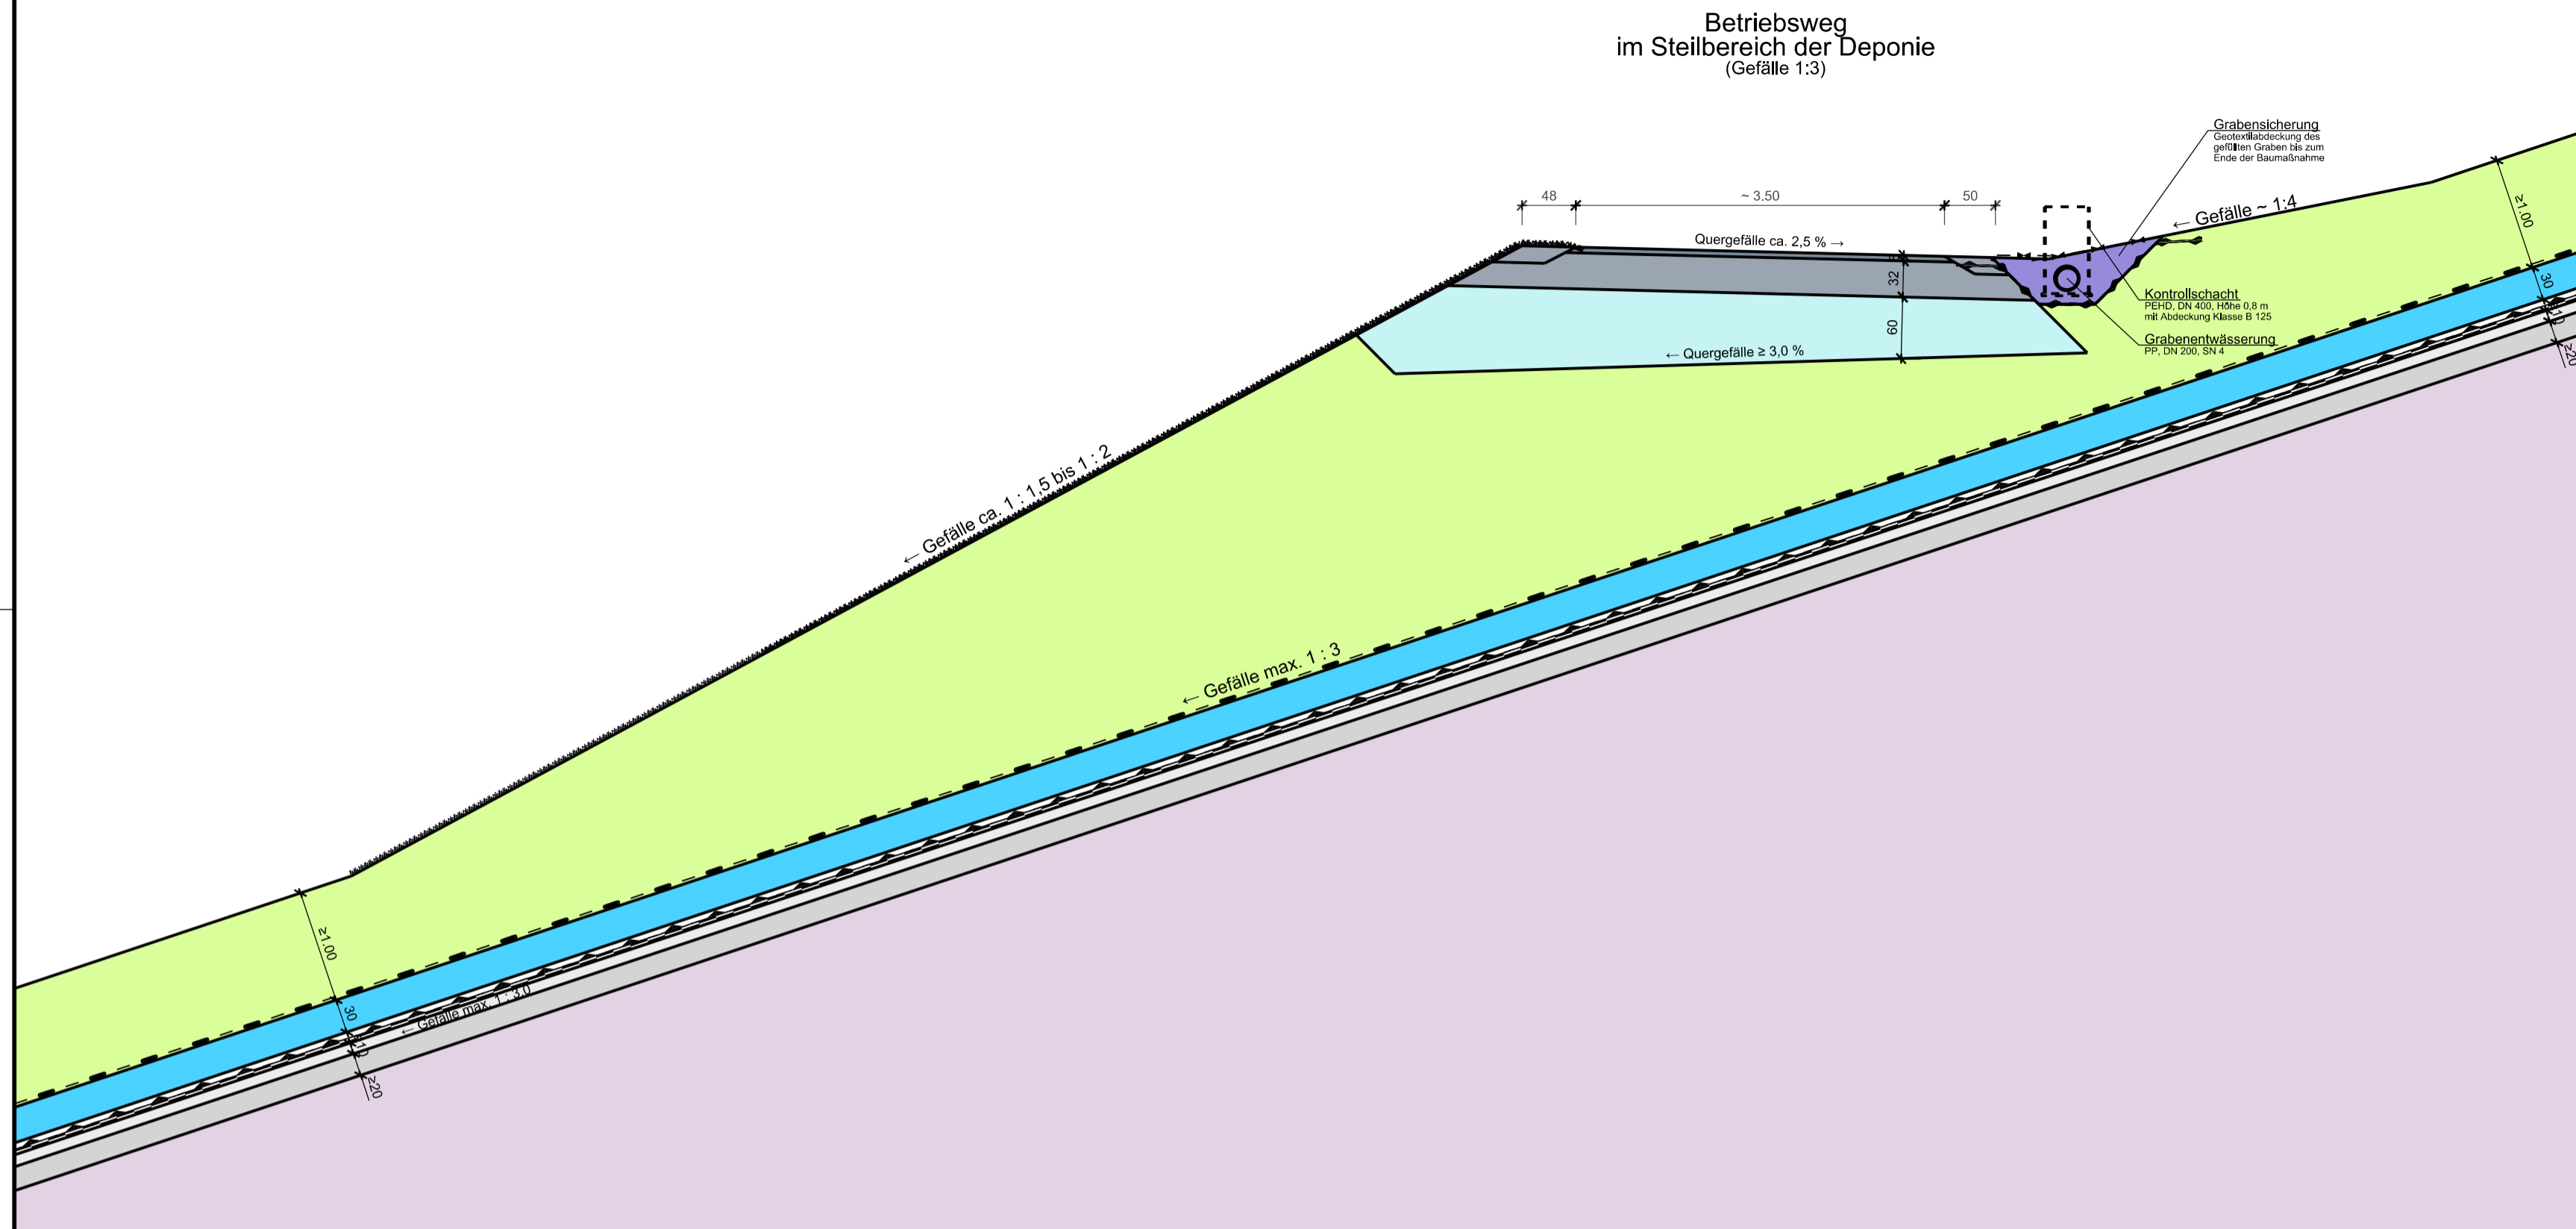 Betriebsweg
im Steilbereich der Deponie
(Gefälle 1:3)
Grabensicherung
Geotextilabdeckung des
gefüllten Graben bis zum
Ende der Baumaßnahme
48
~ 3.50
50
← Gefälle ~ 1:4
≥1.00
Quergefälle ca. 2,5 % →
32
60
← Quergefälle ≥ 3,0 %
Kontrollschacht
PEHD, DN 400, Höhe 0,8 m
mit Abdeckung Klasse B 125
Grabenentwässerung
PP, DN 200, SN 4
30
10
≥20
← Gefälle ca. 1 : 1,5 bis 1 : 2
← Gefälle max. 1 : 3
≥1.00
30
10
≥20
← Gefälle max. 1 : 3,0